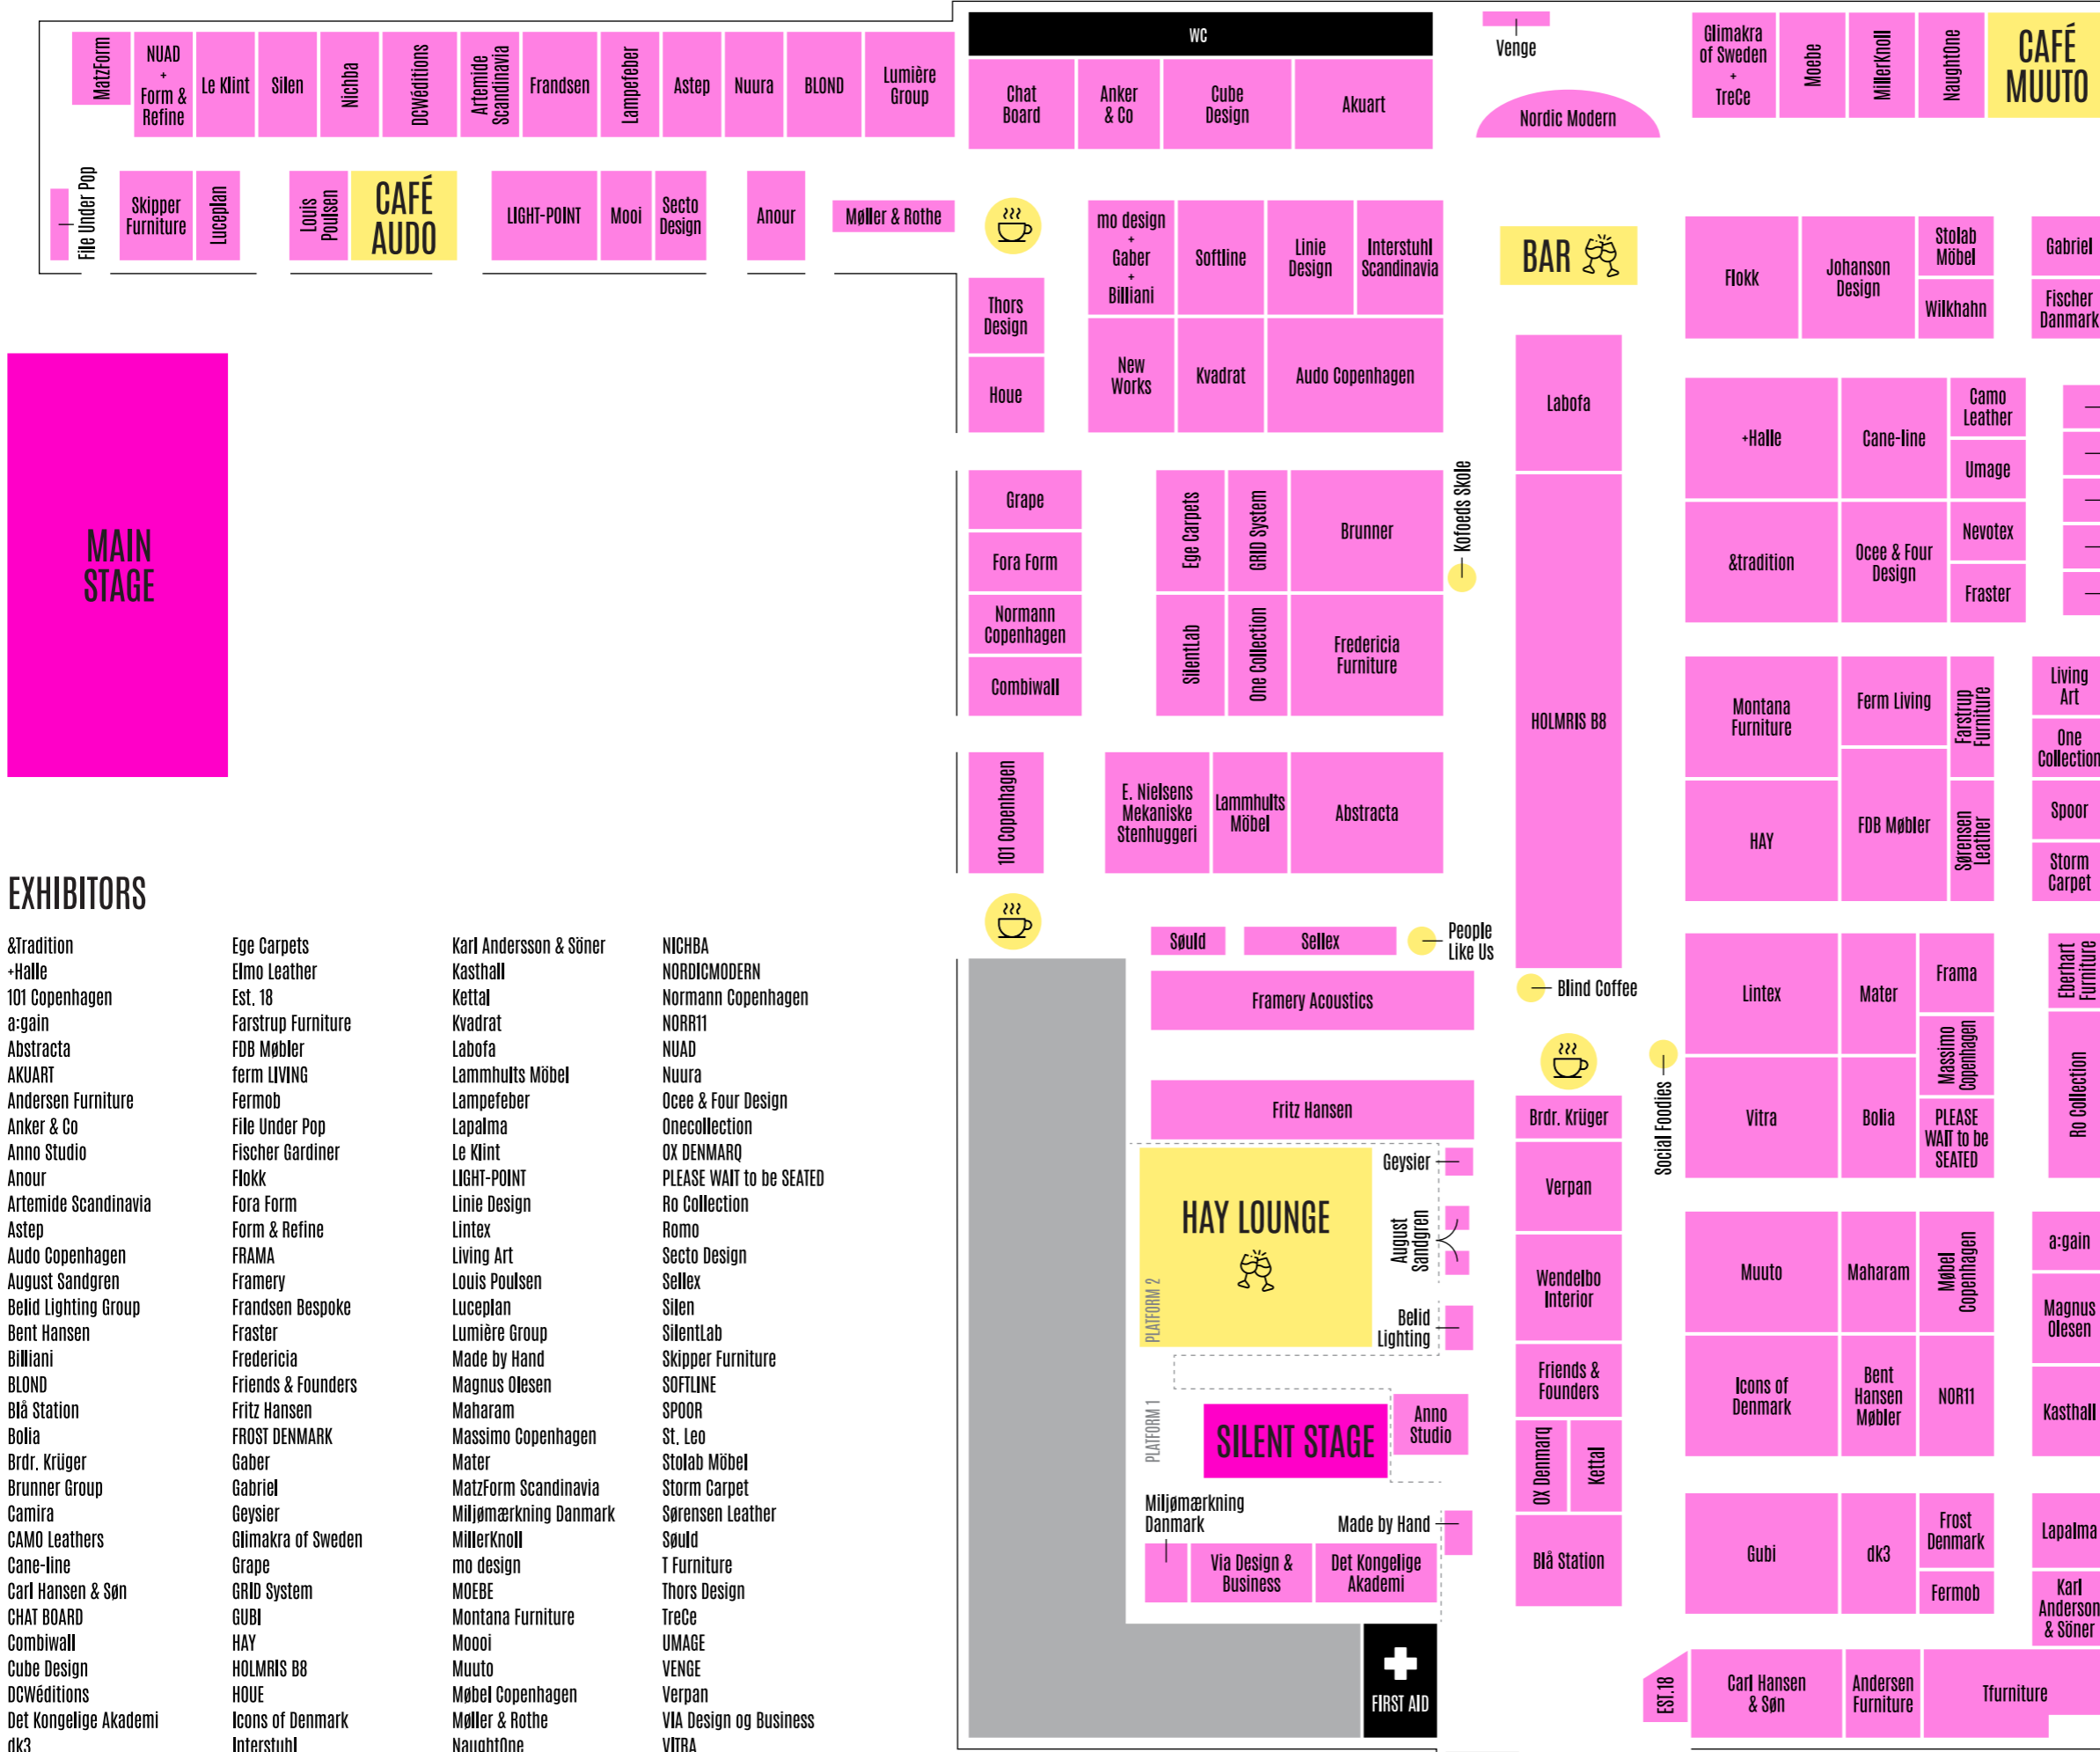 WC
Venge
MatzForm
NUAD
+
Form &
Refine
Le Klint
Silen
Nichba
DCWéditions
Artemide
Scandinavia
Frandsen
Lampefeber
Astep
Nuura
BLOND
Lumière
Group
Chat
Board
Anker
& Co
Cube
Design
Akuart
Nordic Modern
Glimakra
of Sweden
+
TreCe
Moebe
MillerKnoll
NaughtOne
CAFÉ
MUUTO
File Under Pop
Skipper
Furniture
Luceplan
Louis
Poulsen
CAFÉ
AUDO
LIGHT-POINT
Mooi
Secto
Design
Anour
Møller & Rothe
mo design
+
Gaber
+
Billiani
Softline
Linie
Design
Interstuhl
Scandinavia
BAR
Flokk
Johanson
Design
Stolab
Möbel
Wilkhahn
Gabriel
Fischer
Danmark
Thors
Design
Houe
New
Works
Kvadrat
Audo Copenhagen
Labofa
+Halle
Cane-line
Camo
Leather
Umage
MAIN
STAGE
Grape
Fora Form
Normann
Copenhagen
Combiwall
Ege Carpets
GRID System
Brunner
Kofoeds Skole
SilentLab
One Collection
Fredericia
Furniture
HOLMRIS B8
&tradition
Ocee & Four
Design
Nevotex
Fraster
Montana
Furniture
Ferm Living
Farstrup
Furniture
Living
Art
One
Collection
101 Copenhagen
E. Nielsens
Mekaniske
Stenhuggeri
Lammhults
Möbel
Abstracta
HAY
FDB Møbler
Sørensen
Leather
Spoor
Storm
Carpet
Søuld
Sellex
People
Like Us
Framery Acoustics
Blind Coffee
Lintex
Mater
Frama
Massimo
Copenhagen
Eberhart
Furniture
Ro Collection
Fritz Hansen
Brdr. Krüger
Social Foodies
Vitra
Bolia
PLEASE
WAIT to be
SEATED
HAY LOUNGE
PLATFORM 2
Geysier
August
Sandgren
Belid
Lighting
Verpan
Wendelbo
Interior
Friends &
Founders
Muuto
Maharam
Møbel
Copenhagen
a:gain
Magnus
Olesen
PLATFORM 1
SILENT STAGE
Anno
Studio
OX Denmarq
Kettal
Icons of
Denmark
Bent
Hansen
Møbler
NOR11
Kasthall
Miljømærkning
Danmark
Made by Hand
Via Design &
Business
Det Kongelige
Akademi
Blå Station
Gubi
dk3
Frost
Denmark
Fermob
Lapalma
Karl
Anderson
& Söner
FIRST AID
EST.18
Carl Hansen
& Søn
Andersen
Furniture
Tfurniture
EXHIBITORS
&Tradition
+Halle
101 Copenhagen
a:gain
Abstracta
AKUART
Andersen Furniture
Anker & Co
Anno Studio
Anour
Artemide Scandinavia
Astep
Audo Copenhagen
August Sandgren
Belid Lighting Group
Bent Hansen
Billiani
BLOND
Blå Station
Bolia
Brdr. Krüger
Brunner Group
Camira
CAMO Leathers
Cane-line
Carl Hansen & Søn
CHAT BOARD
Combiwall
Cube Design
DCWéditions
Det Kongelige Akademi
dk3
Ege Carpets
Elmo Leather
Est. 18
Farstrup Furniture
FDB Møbler
ferm LIVING
Fermob
File Under Pop
Fischer Gardiner
Flokk
Fora Form
Form & Refine
FRAMA
Framery
Frandsen Bespoke
Fraster
Fredericia
Friends & Founders
Fritz Hansen
FROST DENMARK
Gaber
Gabriel
Geysier
Glimakra of Sweden
Grape
GRID System
GUBI
HAY
HOLMRIS B8
HOUE
Icons of Denmark
Interstuhl
Karl Andersson & Söner
Kasthall
Kettal
Kvadrat
Labofa
Lammhults Möbel
Lampefeber
Lapalma
Le Klint
LIGHT-POINT
Linie Design
Lintex
Living Art
Louis Poulsen
Luceplan
Lumière Group
Made by Hand
Magnus Olesen
Maharam
Massimo Copenhagen
Mater
MatzForm Scandinavia
Miljømærkning Danmark
MillerKnoll
mo design
MOEBE
Montana Furniture
Moooi
Muuto
Møbel Copenhagen
Møller & Rothe
NaughtOne
NICHBA
NORDICMODERN
Normann Copenhagen
NORR11
NUAD
Nuura
Ocee & Four Design
Onecollection
OX DENMARQ
PLEASE WAIT to be SEATED
Ro Collection
Romo
Secto Design
Sellex
Silen
SilentLab
Skipper Furniture
SOFTLINE
SPOOR
St. Leo
Stolab Möbel
Storm Carpet
Sørensen Leather
Søuld
T Furniture
Thors Design
TreCe
UMAGE
VENGE
Verpan
VIA Design og Business
VITRA